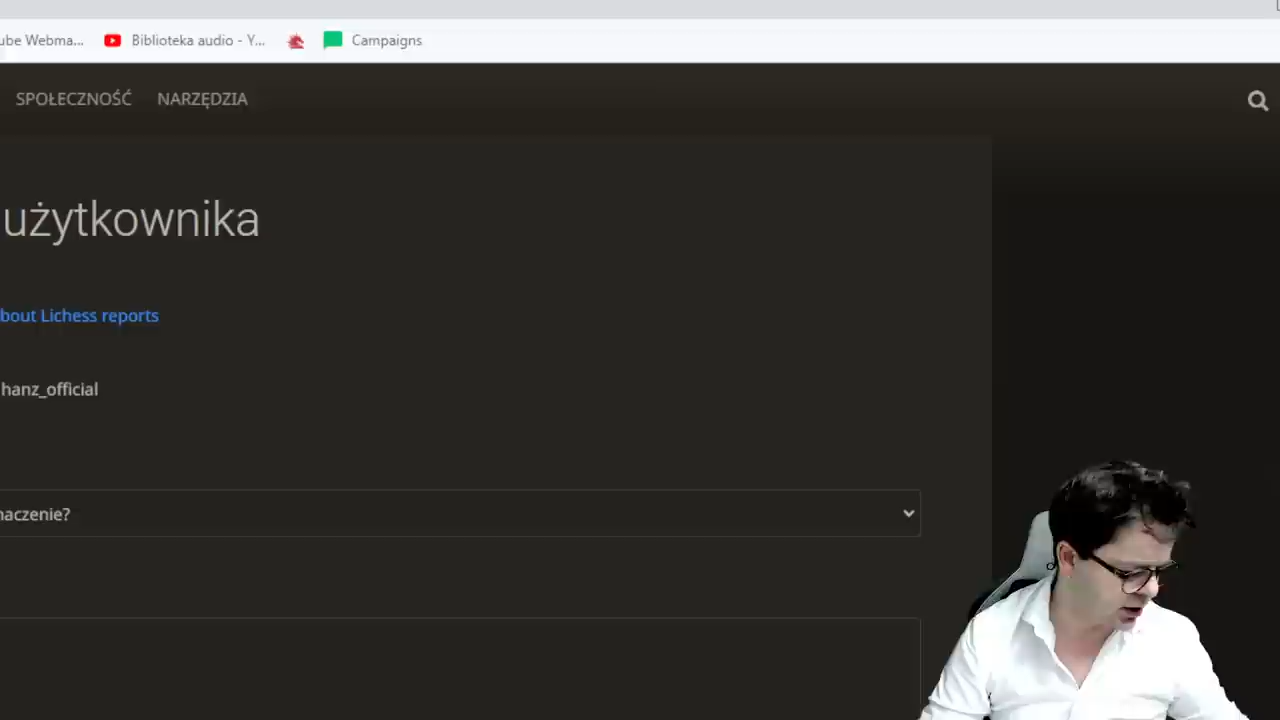 ube Webma... Biblioteka audio - Y... Campaigns
SPOŁECZNOŚĆ NARZĘDZIA
użytkownika
bout Lichess reports
hanz_official
naczenie?